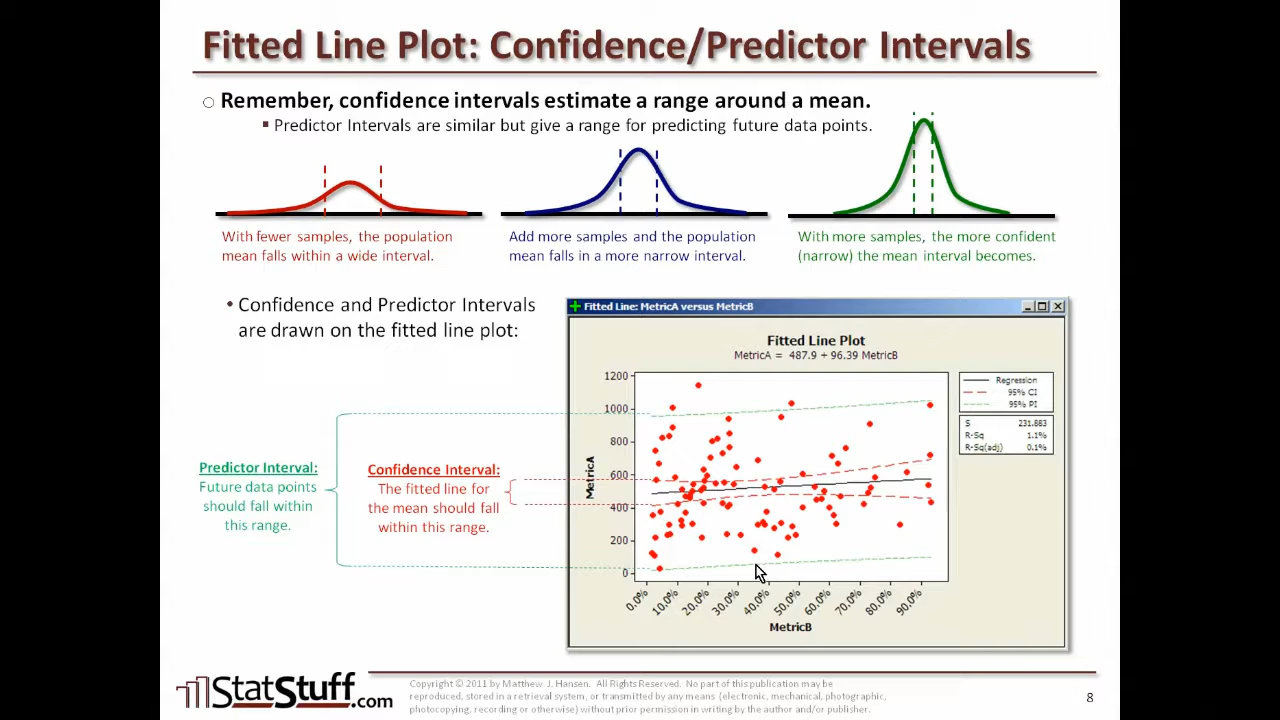 Fitted Line Plot: Confidence/Predictor Intervals
Remember, confidence intervals estimate a range around a mean.
Predictor Intervals are similar but give a range for predicting future data points.
With fewer samples, the population
mean falls within a wide interval.
Add more samples and the population
mean falls in a more narrow interval.
With more samples, the more confident
(narrow) the mean interval becomes.
Confidence and Predictor Intervals
are drawn on the fitted line plot:
Predictor Interval:
Future data points
should fall within
this range.
Confidence Interval:
The fitted line for
the mean should fall
within this range.
Fitted Line: MetricA versus MetricB
Fitted Line Plot
MetricA = 487.9 + 96.39 MetricB
1200
1000
800
600
400
200
0
MetricA
0.0%
10.0%
20.0%
30.0%
40.0%
50.0%
60.0%
70.0%
80.0%
90.0%
MetricB
Regression
95% CI
95% PI
S 231.883
R-Sq 1.1%
R-Sq(adj) 0.1%
StatStuff.com
Copyright © 2011 by Matthew J. Hansen. All Rights Reserved. No part of this publication may be
reproduced, stored in a retrieval system, or transmitted by any means (electronic, mechanical, photographic,
photocopying, recording or otherwise) without prior permission in writing by the author and/or publisher.
8